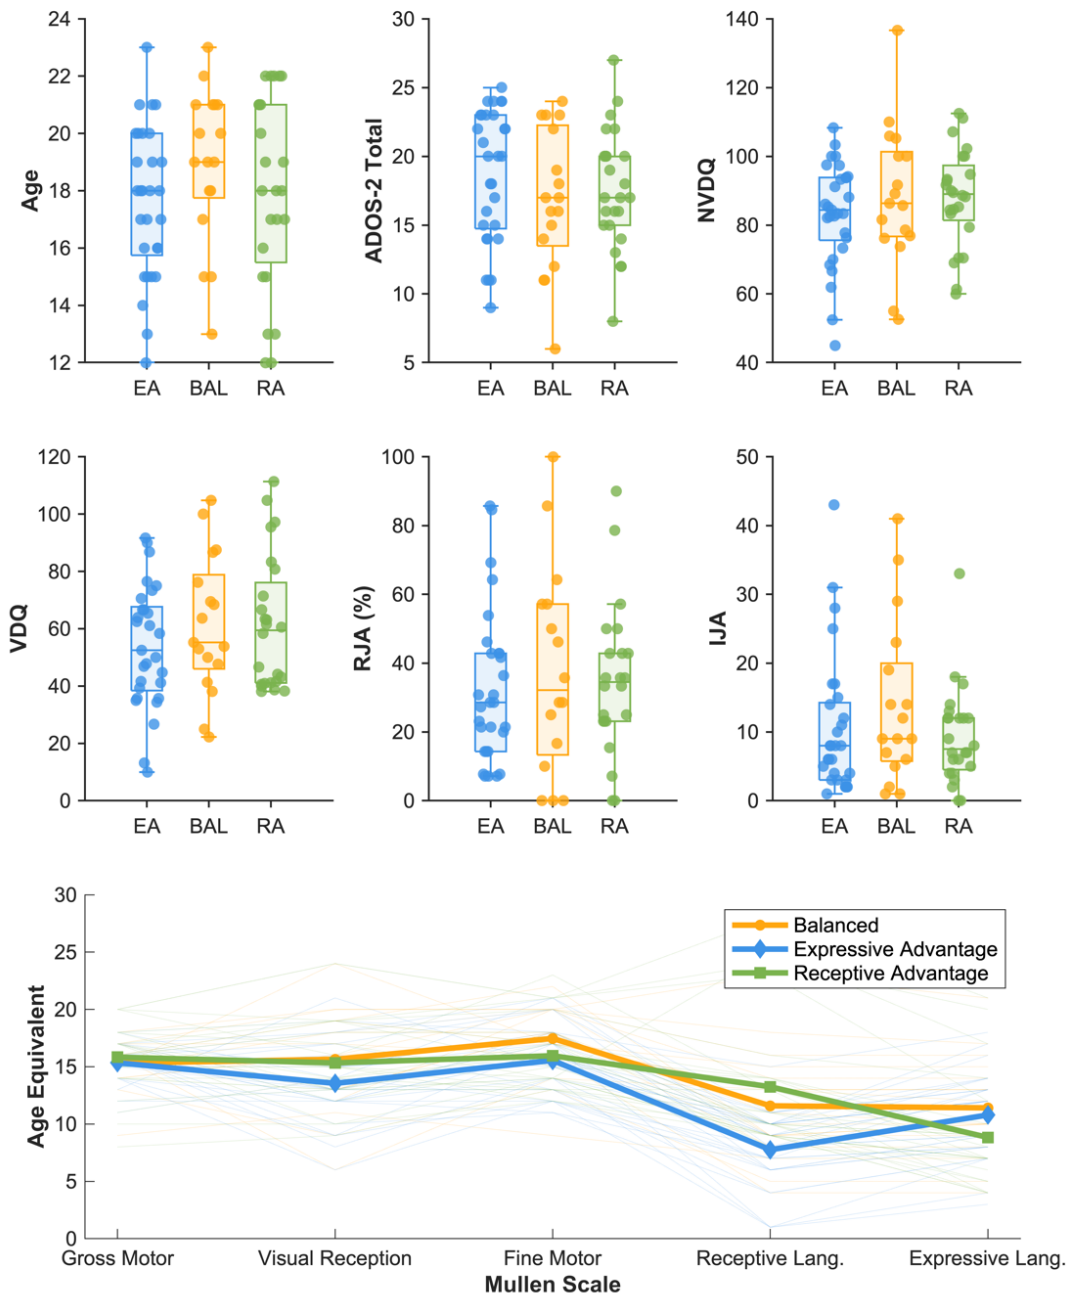 24
22
20
18
16
14
12
Age
EA BAL RA
30
25
20
15
10
5
ADOS-2 Total
EA BAL RA
140
120
100
80
60
40
NVDQ
EA BAL RA
120
100
80
60
40
20
0
VDQ
EA BAL RA
100
80
60
40
20
0
RJA (%)
EA BAL RA
50
40
30
20
10
0
IJA
EA BAL RA
30
25
20
15
10
5
0
Age Equivalent
Balanced
Expressive Advantage
Receptive Advantage
Gross Motor Visual Reception Fine Motor Receptive Lang. Expressive Lang.
Mullen Scale